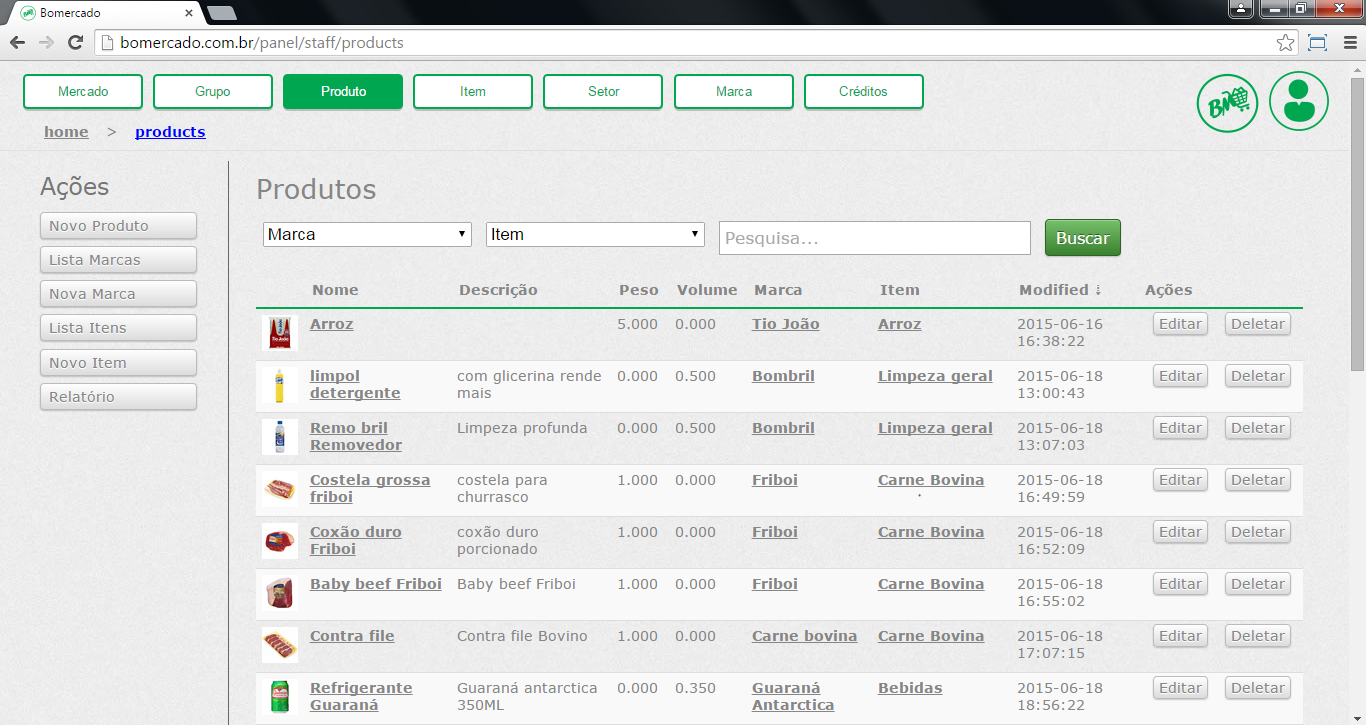 Bomercado
bomercado.com.br/panel/staff/products
Mercado Grupo Produto Item Setor Marca Créditos
BM
home > products
Ações
Novo Produto
Lista Marcas
Nova Marca
Lista Itens
Novo Item
Relatório
Produtos
Marca Item Pesquisa... Buscar
Nome Descrição Peso Volume Marca Item Modified Ações
Arroz 5.000 0.000 Tio João Arroz 2015-06-16 Editar Deletar
16:38:22
limpol com glicerina rende 0.000 0.500 Bombril Limpeza geral 2015-06-18 Editar Deletar
detergente mais 13:00:43
Remo bril Limpeza profunda 0.000 0.500 Bombril Limpeza geral 2015-06-18 Editar Deletar
Removedor 13:07:03
Costela grossa costela para 1.000 0.000 Friboi Carne Bovina 2015-06-18 Editar Deletar
friboi churrasco 16:49:59
Coxão duro coxão duro 1.000 0.000 Friboi Carne Bovina 2015-06-18 Editar Deletar
Friboi porcionado 16:52:09
Baby beef Friboi Baby beef Friboi 1.000 0.000 Friboi Carne Bovina 2015-06-18 Editar Deletar
16:55:02
Contra file Contra file Bovino 1.000 0.000 Carne bovina Carne Bovina 2015-06-18 Editar Deletar
17:07:15
Refrigerante Guaraná antarctica 0.000 0.350 Guaraná Bebidas 2015-06-18 Editar Deletar
Guaraná 350ML Antarctica 18:56:22